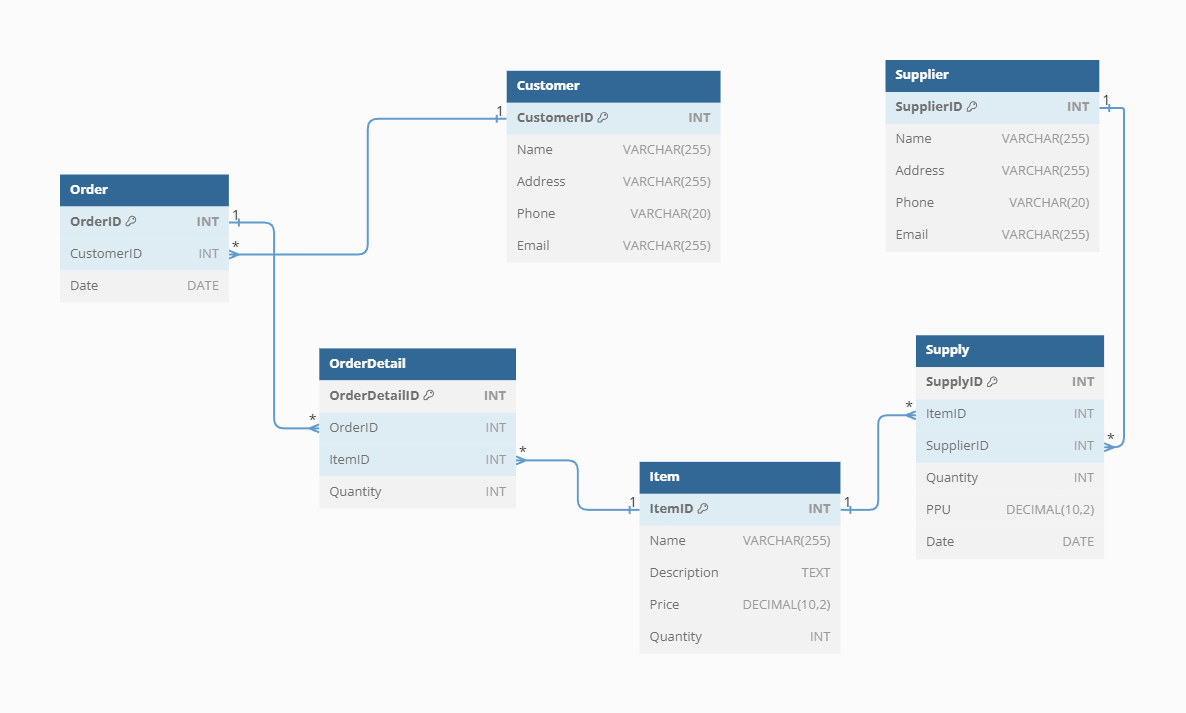 Customer
CustomerID INT
Name VARCHAR(255)
Address VARCHAR(255)
Phone VARCHAR(20)
Email VARCHAR(255)
1
Supplier
SupplierID INT
Name VARCHAR(255)
Address VARCHAR(255)
Phone VARCHAR(20)
Email VARCHAR(255)
1
Order
OrderID INT
CustomerID INT
Date DATE
1
*
OrderDetail
OrderDetailID INT
OrderID INT
ItemID INT
Quantity INT
*
*
Item
ItemID INT
Name VARCHAR(255)
Description TEXT
Price DECIMAL(10,2)
Quantity INT
1
1
Supply
SupplyID INT
ItemID INT
SupplierID INT
Quantity INT
PPU DECIMAL(10,2)
Date DATE
*
*